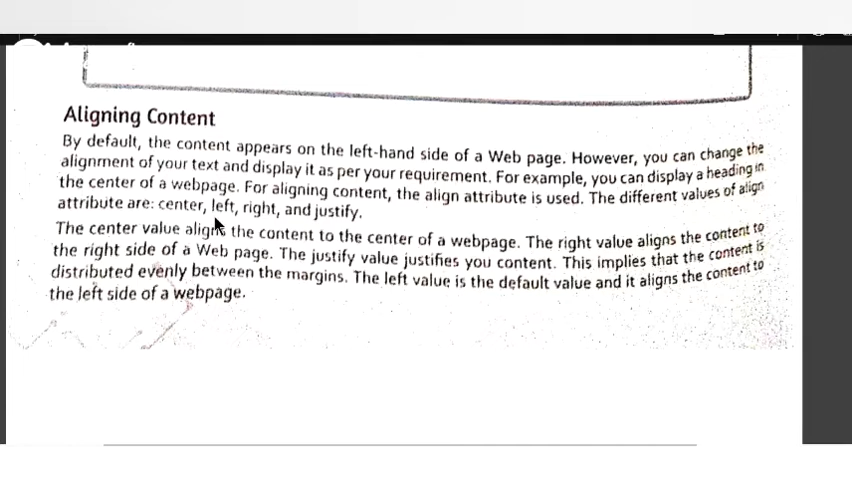 Aligning Content
By default, the content appears on the left-hand side of a Web page. However, you can change the
alignment of your text and display it as per your requirement. For example, you can display a heading in
the center of a webpage. For aligning content, the align attribute is used. The different values of align
attribute are: center, left, right, and justify.
The center value aligns the content to the center of a webpage. The right value aligns the content to
the right side of a Web page. The justify value justifies you content. This implies that the content is
distributed evenly between the margins. The left value is the default value and it aligns the content to
the left side of a webpage.